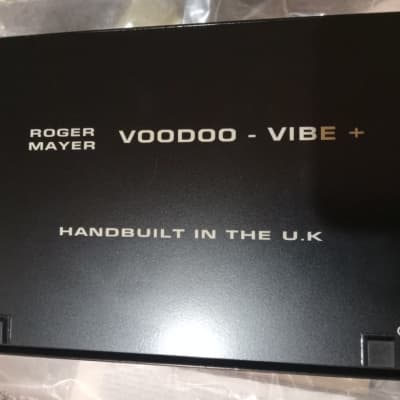 ROGER
MAYER
VOODOO - VIBE +
HANDBUILT IN THE U.K